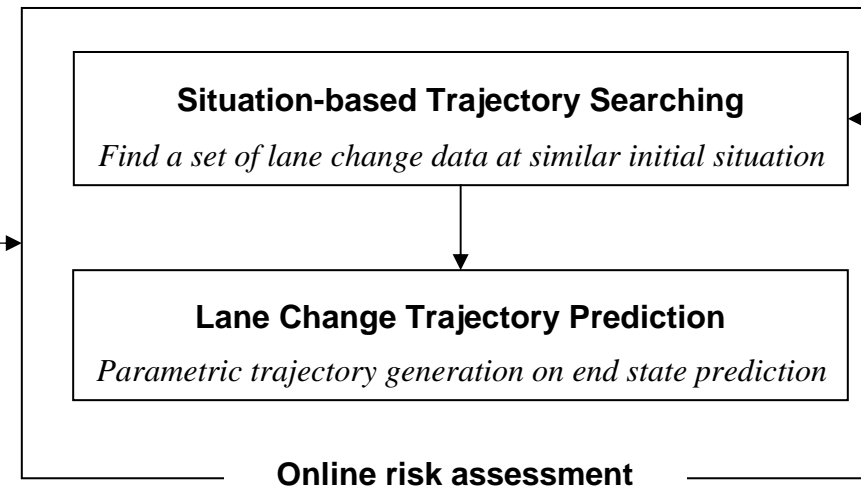 Situation-based Trajectory Searching
Find a set of lane change data at similar initial situation
Lane Change Trajectory Prediction
Parametric trajectory generation on end state prediction
Online risk assessment